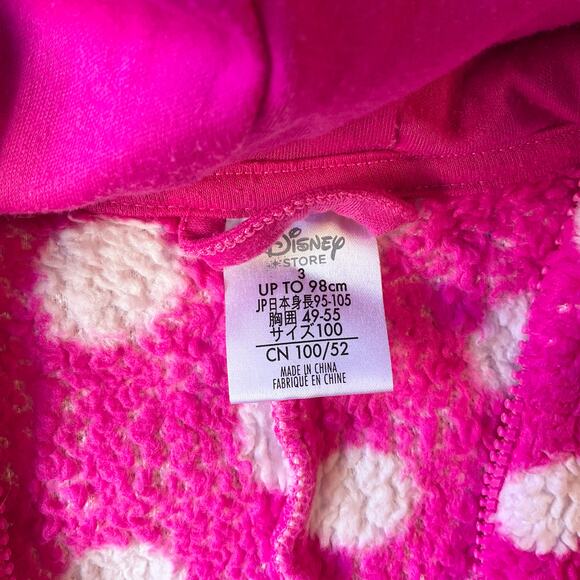 Disney
STORE
3
UP TO 98cm
JP日本身長95-105
胸囲 49-55
サイズ100
CN 100/52
MADE IN CHINA
FABRIQUÉ EN CHINE